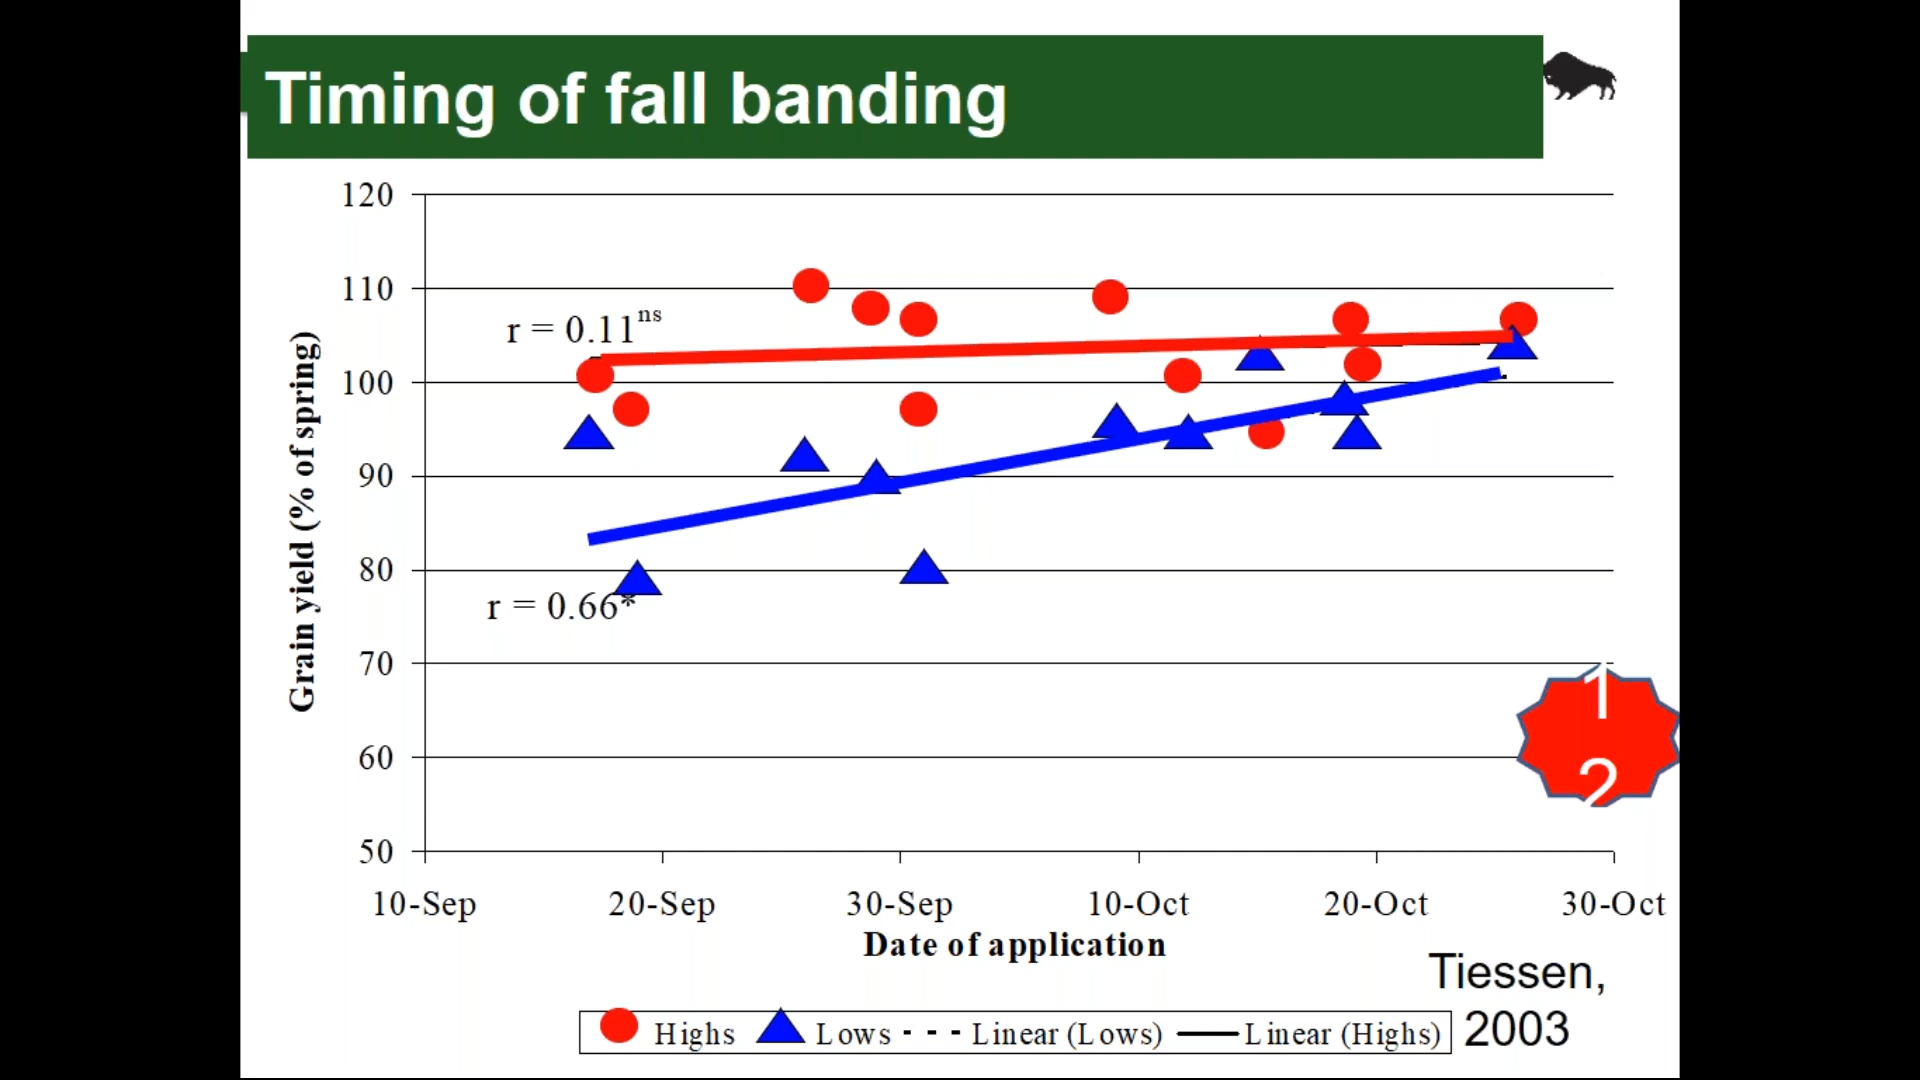 Timing of fall banding
120
110
r = 0.11ns
100
90
80
r = 0.66*
70
60
50
Grain yield (% of spring)
1
2
10-Sep 20-Sep 30-Sep 10-Oct 20-Oct 30-Oct
Date of application
Tiessen,
2003
Highs Lows Linear (Lows) Linear (Highs)